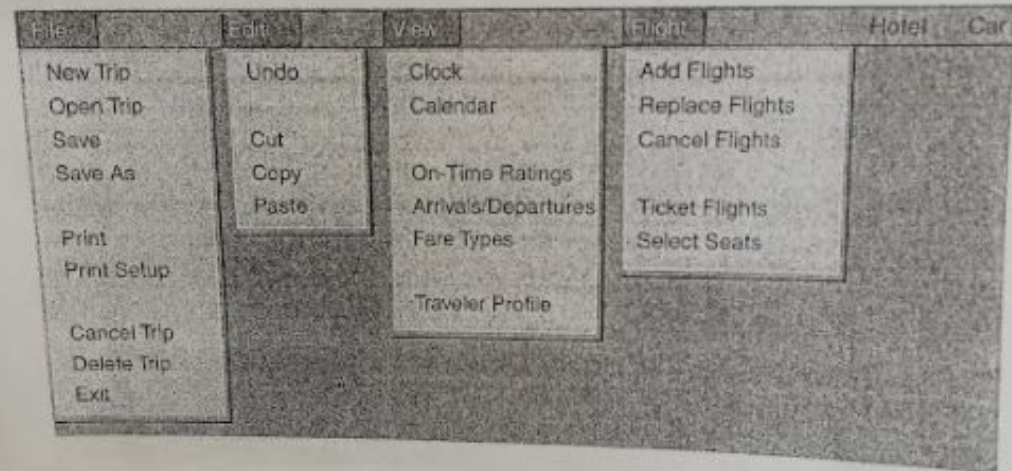 File Edit View Flight Hotel Car
New Trip
Open Trip
Save
Save As
Print
Print Setup
Cancel Trip
Delete Trip
Exit
Undo
Cut
Copy
Paste
Clock
Calendar
On-Time Ratings
Arrivals/Departures
Fare Types
Traveler Profile
Add Flights
Replace Flights
Cancel Flights
Ticket Flights
Select Seats